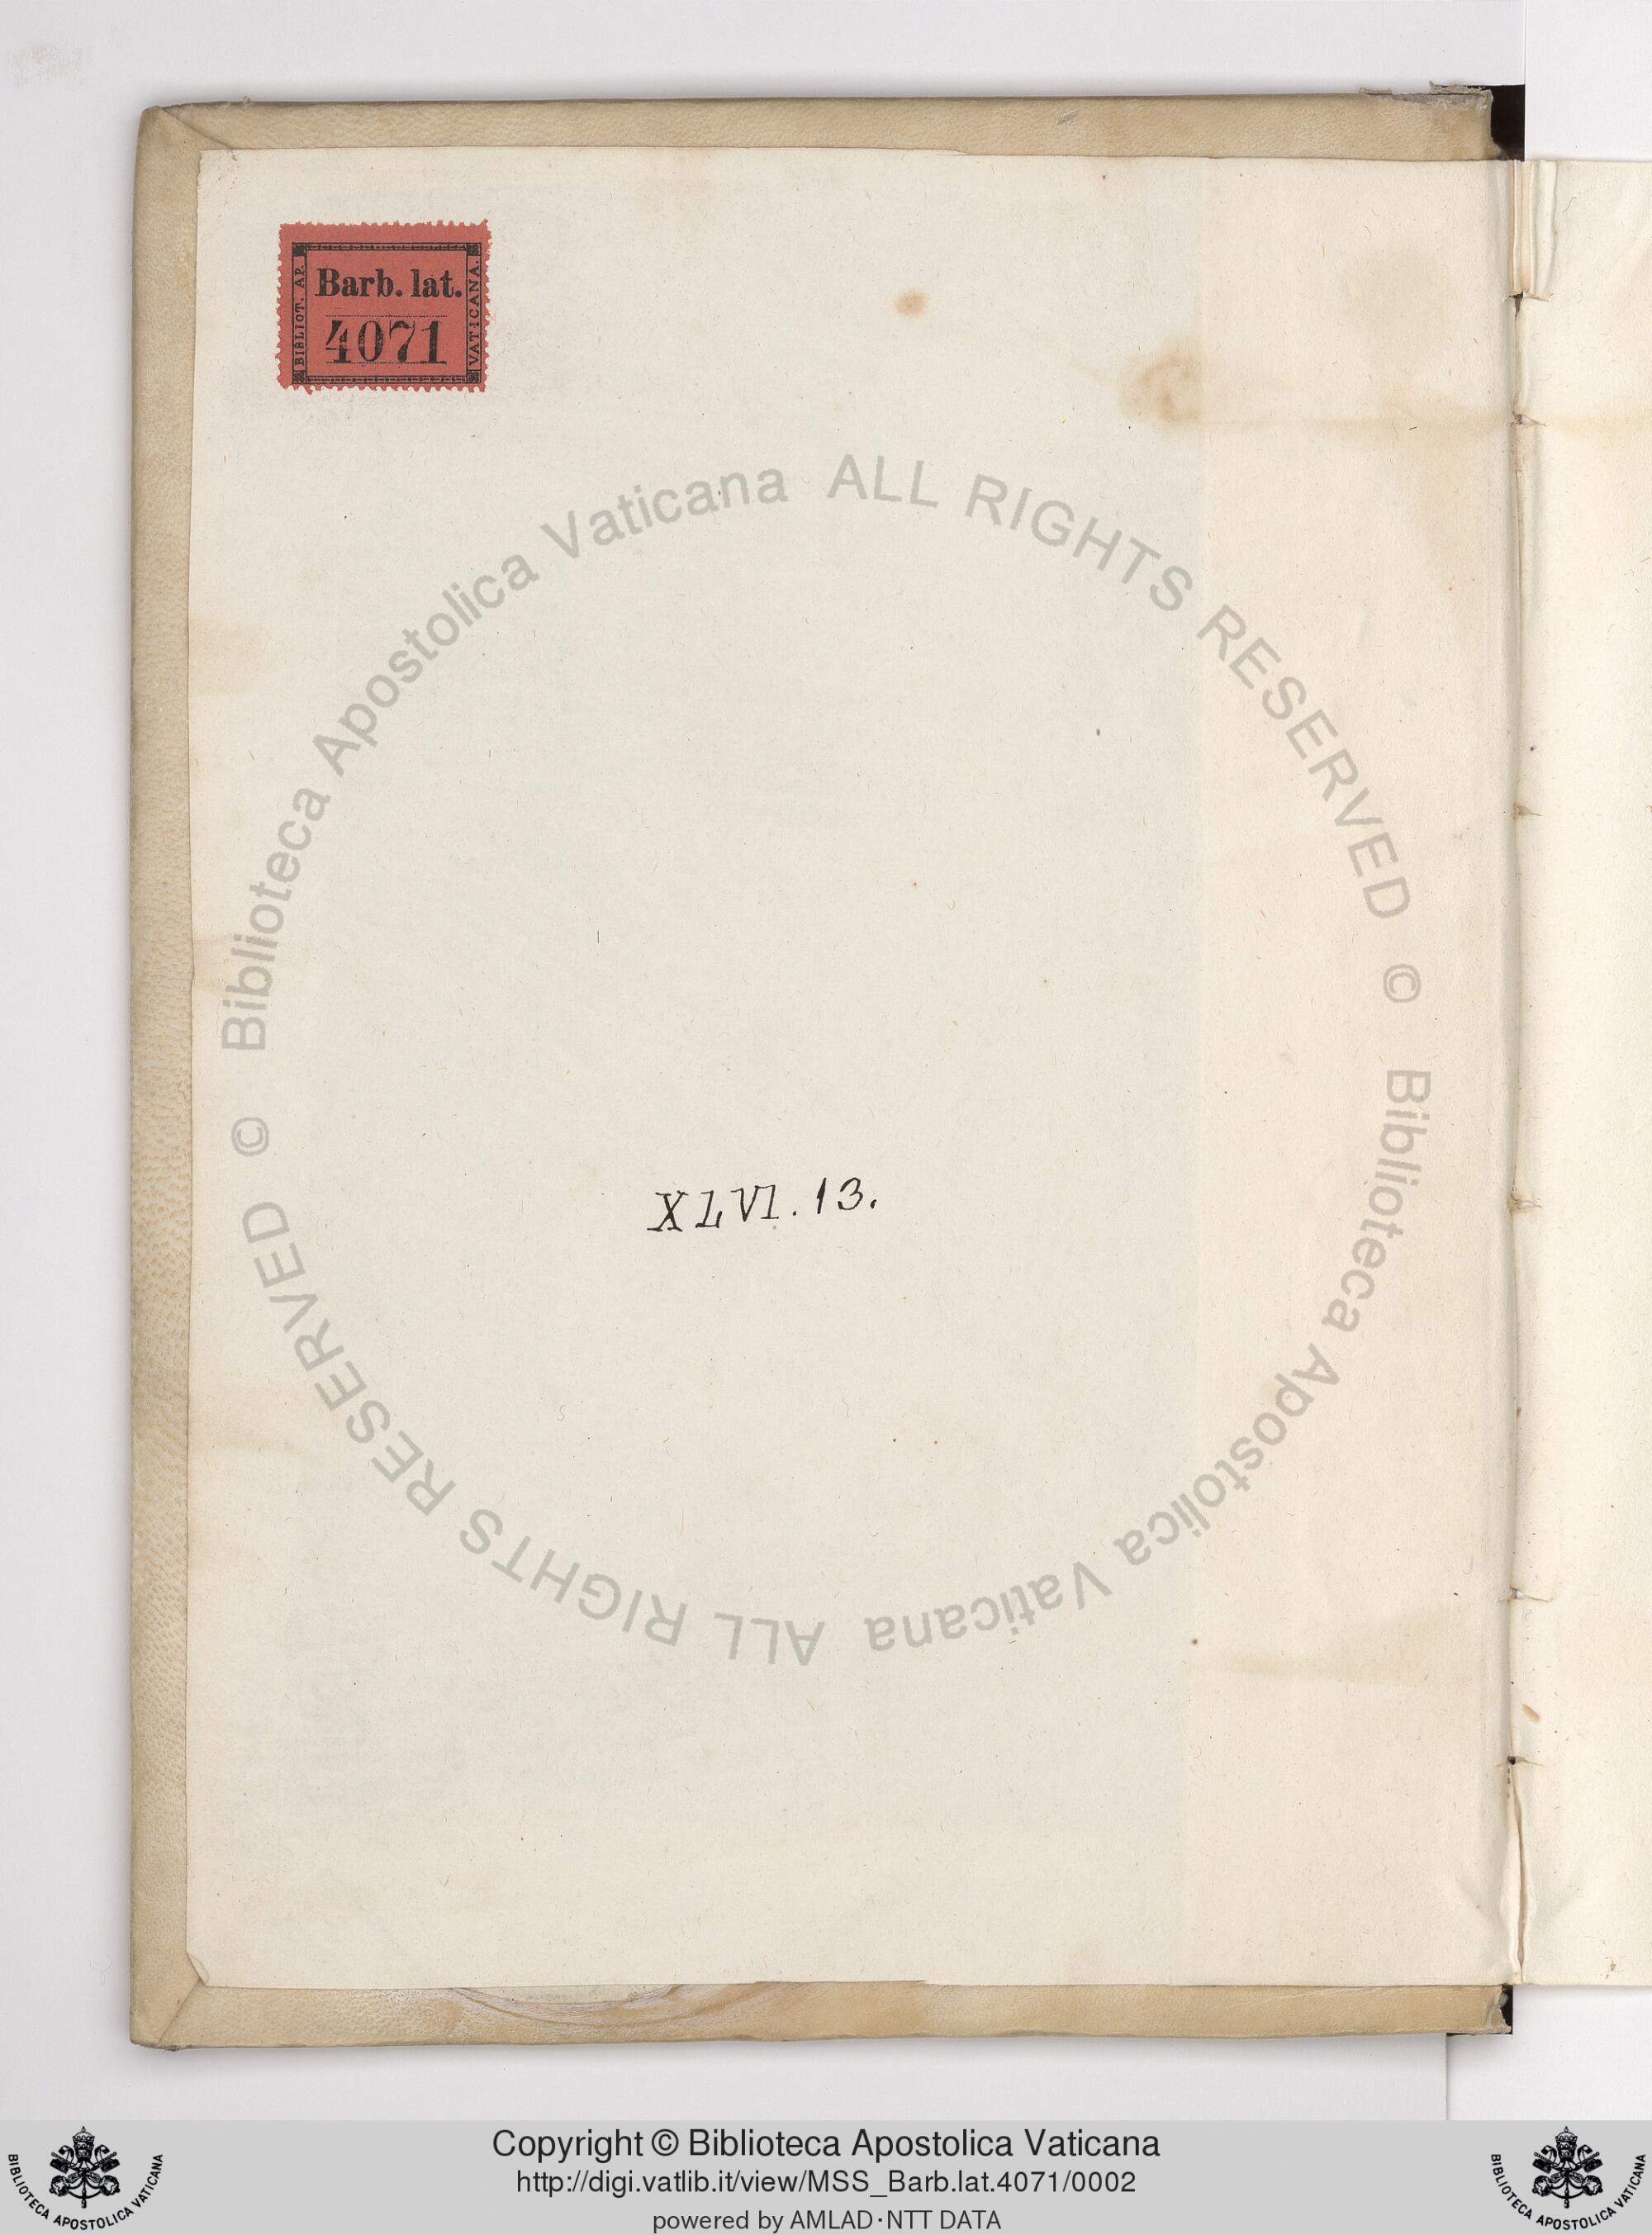 Barb. lat.
4071
BIBLIOT. AP.
VATICANA.
XLVI. 13.
© Biblioteca Apostolica Vaticana ALL RIGHTS RESERVED
© Biblioteca Apostolica Vaticana ALL RIGHTS RESERVED
Copyright © Biblioteca Apostolica Vaticana
http://digi.vatlib.it/view/MSS_Barb.lat.4071/0002
powered by AMLAD·NTT DATA
BIBLIOTECA APOSTOLICA VATICANA
BIBLIOTECA APOSTOLICA VATICANA